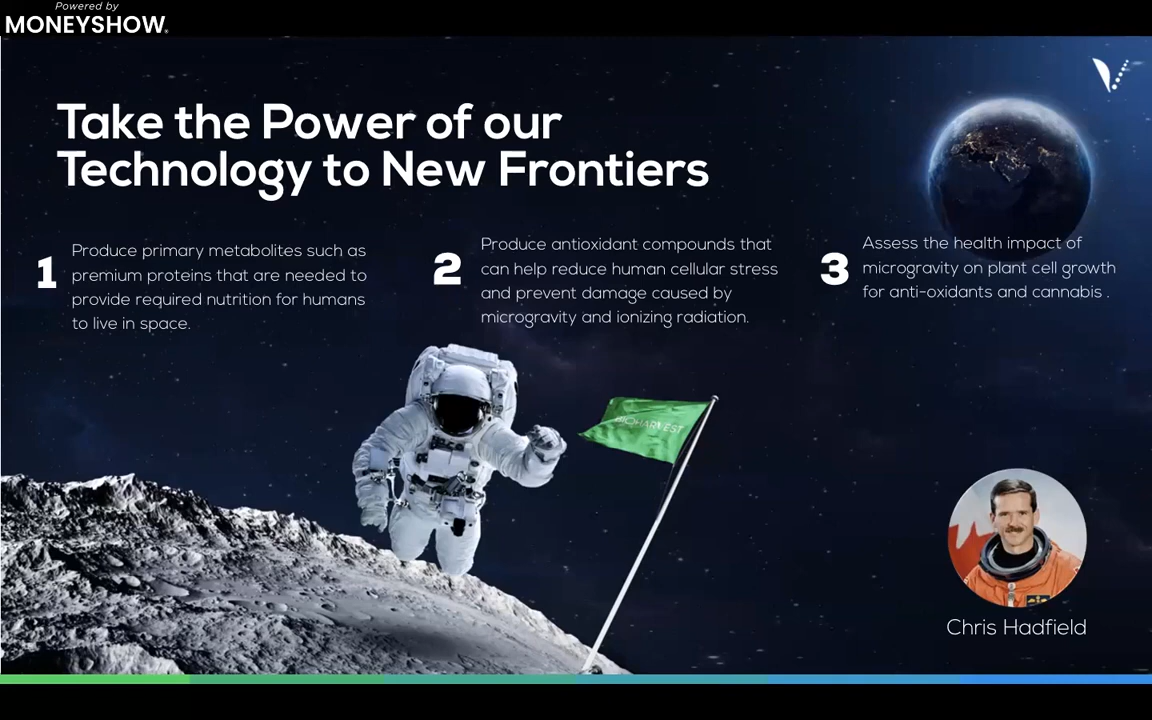 Powered by
MONEYSHOW
Take the Power of our
Technology to New Frontiers
1
Produce primary metabolites such as
premium proteins that are needed to
provide required nutrition for humans
to live in space.
2
Produce antioxidant compounds that
can help reduce human cellular stress
and prevent damage caused by
microgravity and ionizing radiation.
3
Assess the health impact of
microgravity on plant cell growth
for anti-oxidants and cannabis .
BIOHARVEST
Chris Hadfield